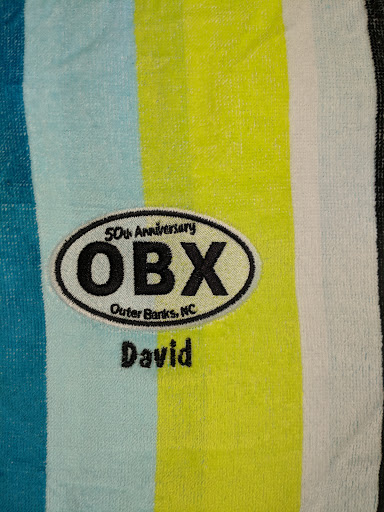 50th Anniversary
OBX
Outer Banks, NC
David